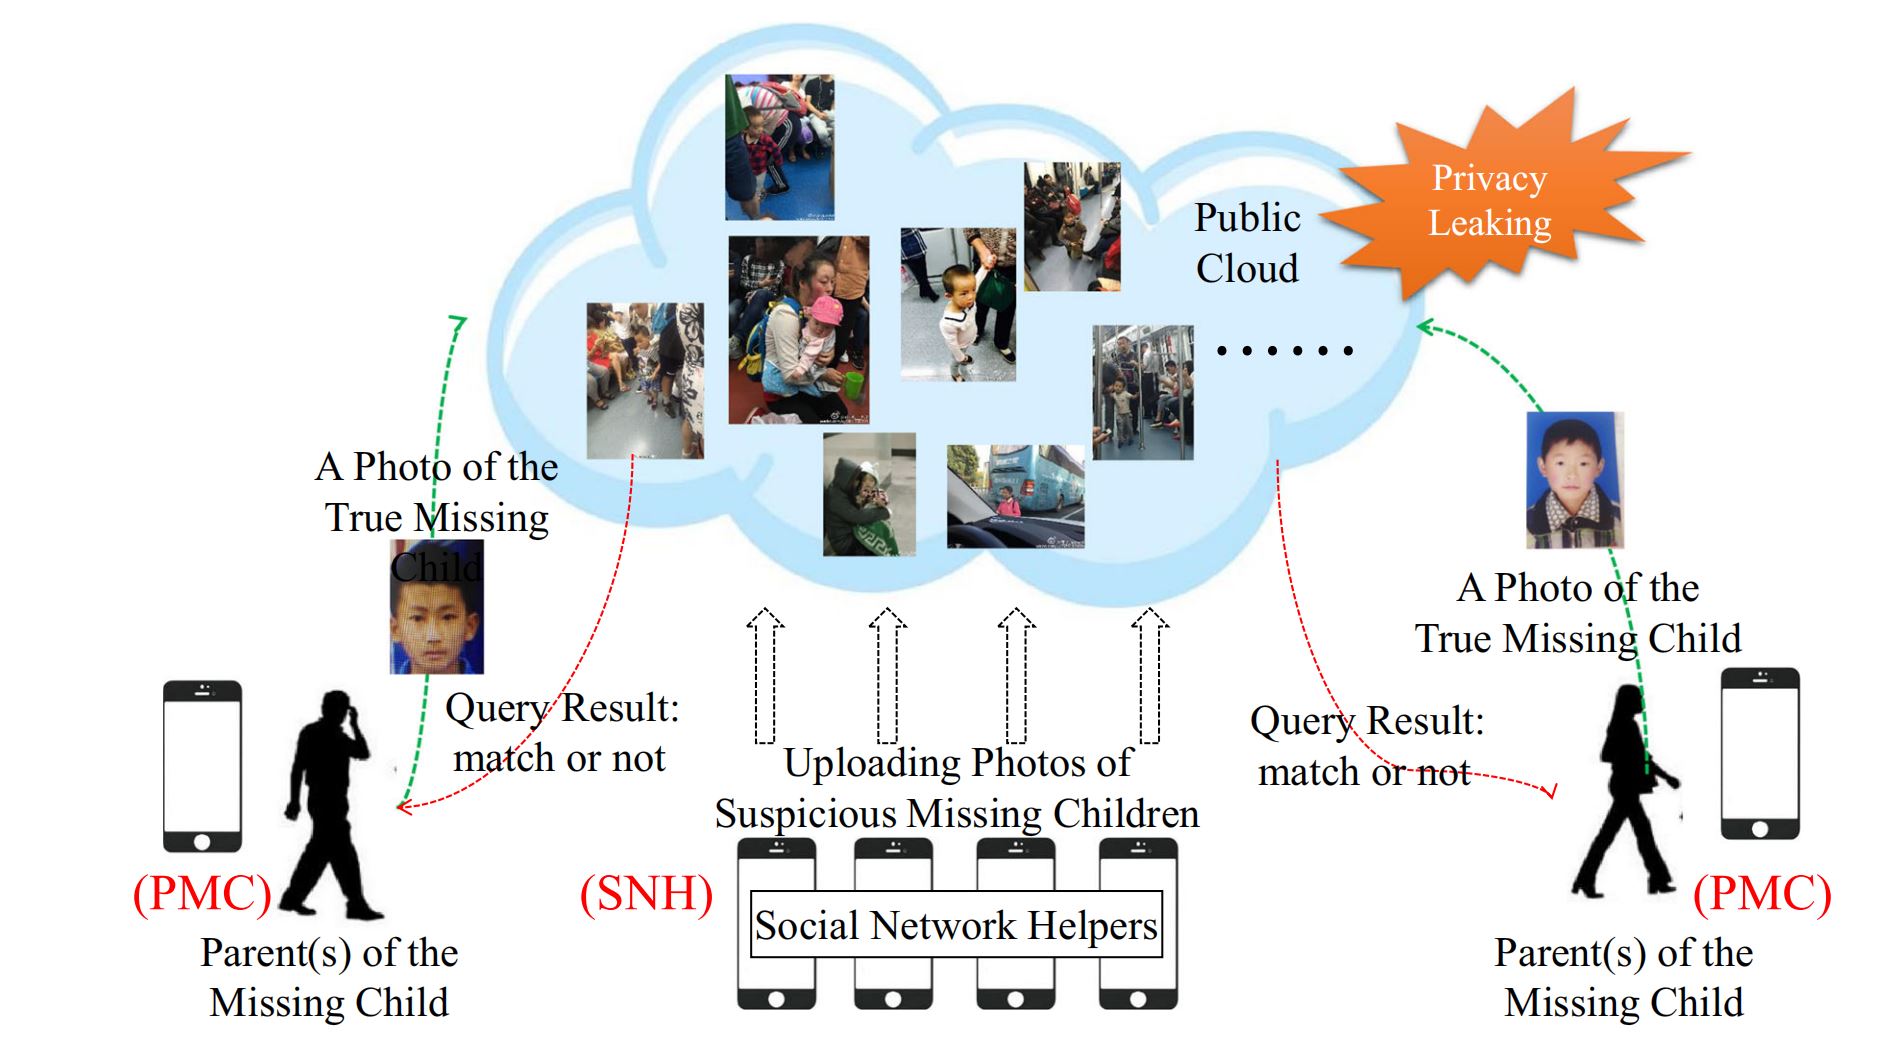 Privacy
Leaking
Public
Cloud
......
A Photo of the
True Missing
Child
A Photo of the
True Missing Child
Query Result:
match or not
Query Result:
match or not
Uploading Photos of
Suspicious Missing Children
(PMC)
(SNH)
Social Network Helpers
(PMC)
Parent(s) of the
Missing Child
Parent(s) of the
Missing Child